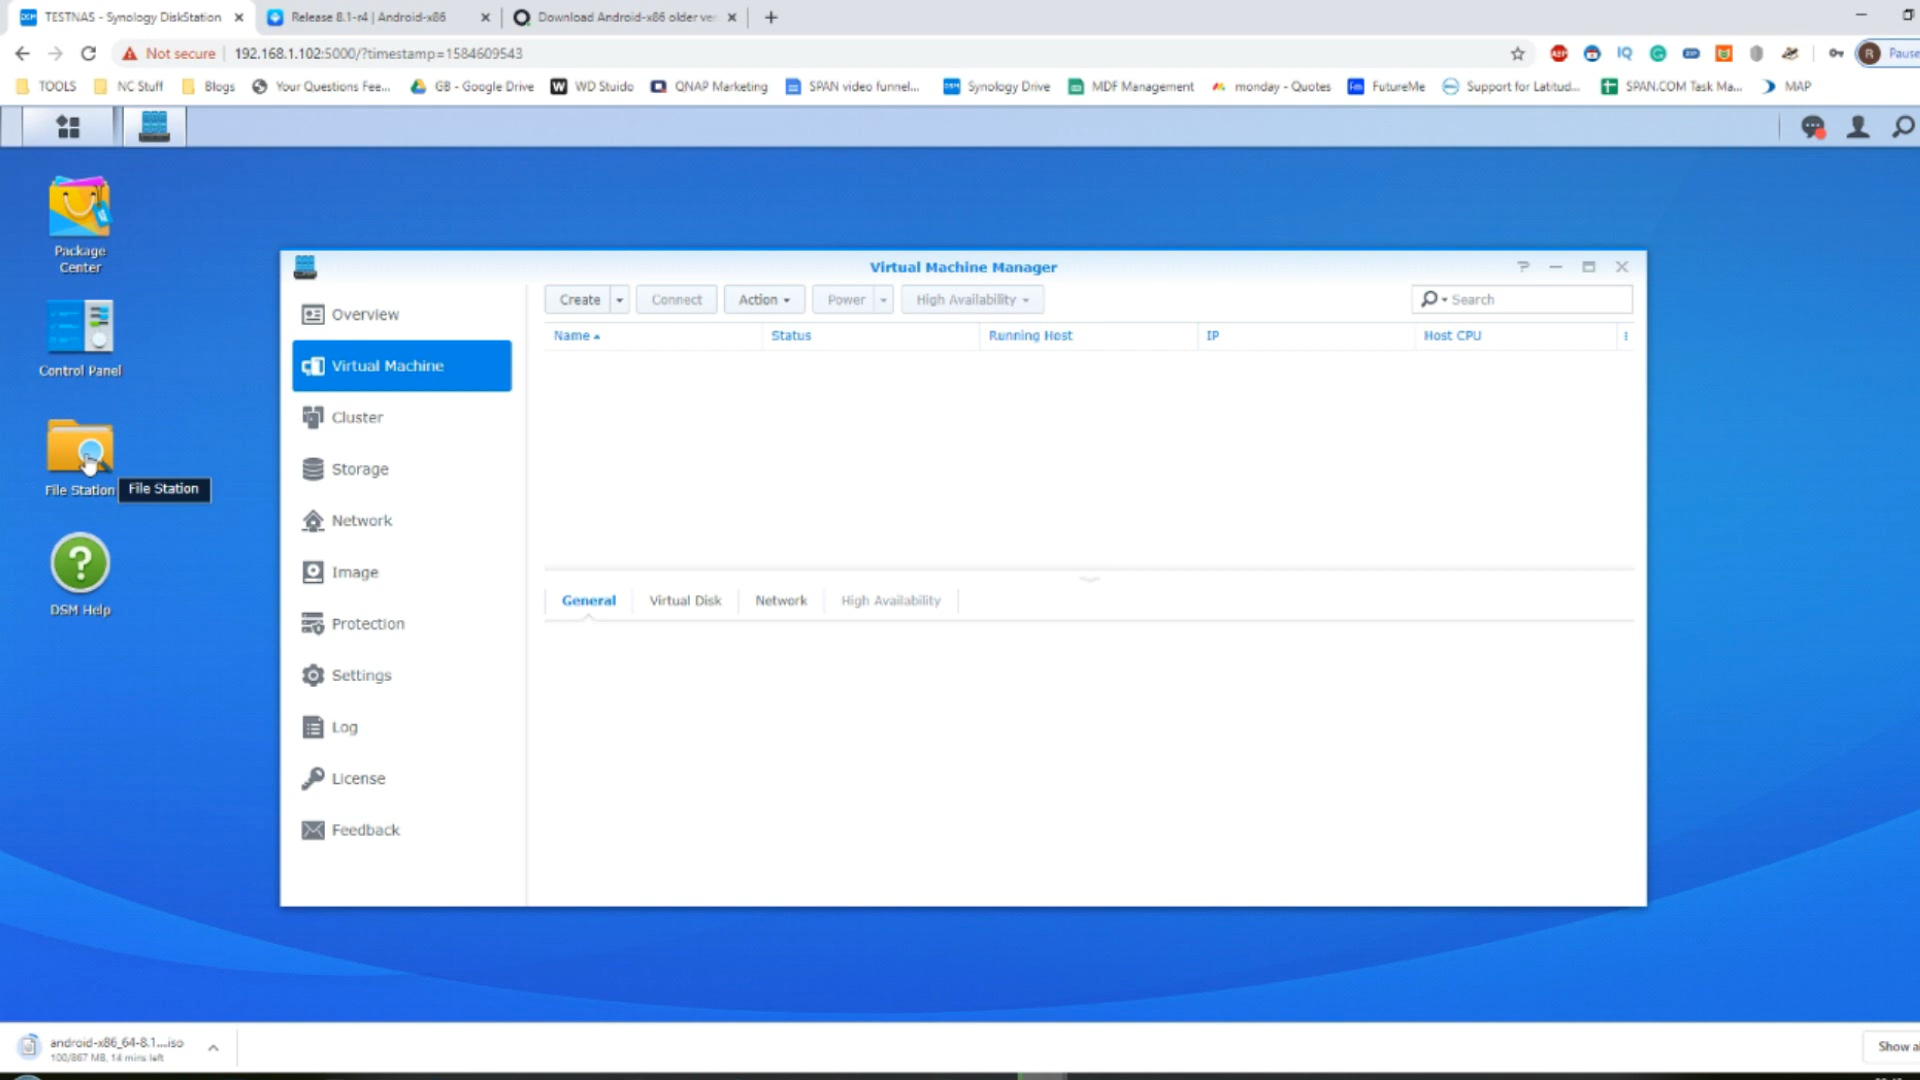 TESTNAS - Synology DiskStation
Release 8.1-r4 | Android-x86
Download Android-x86 older ver
Not secure
192.168.1.102:5000/?timestamp=1584609543
R
Pause
TOOLS
NC Stuff
Blogs
Your Questions Fee...
GB - Google Drive
WD Stuido
QNAP Marketing
SPAN video funnel...
Synology Drive
MDF Management
monday - Quotes
FutureMe
Support for Latitud...
SPAN.COM Task Ma...
MAP
Package
Center
Control Panel
File Station
File Station
DSM Help
Virtual Machine Manager
Overview
Virtual Machine
Cluster
Storage
Network
Image
Protection
Settings
Log
License
Feedback
Create
Connect
Action
Power
High Availability
Search
Name
Status
Running Host
IP
Host CPU
General
Virtual Disk
Network
High Availability
android-x86_64-8.1....iso
100/867 MB, 14 mins left
Show al